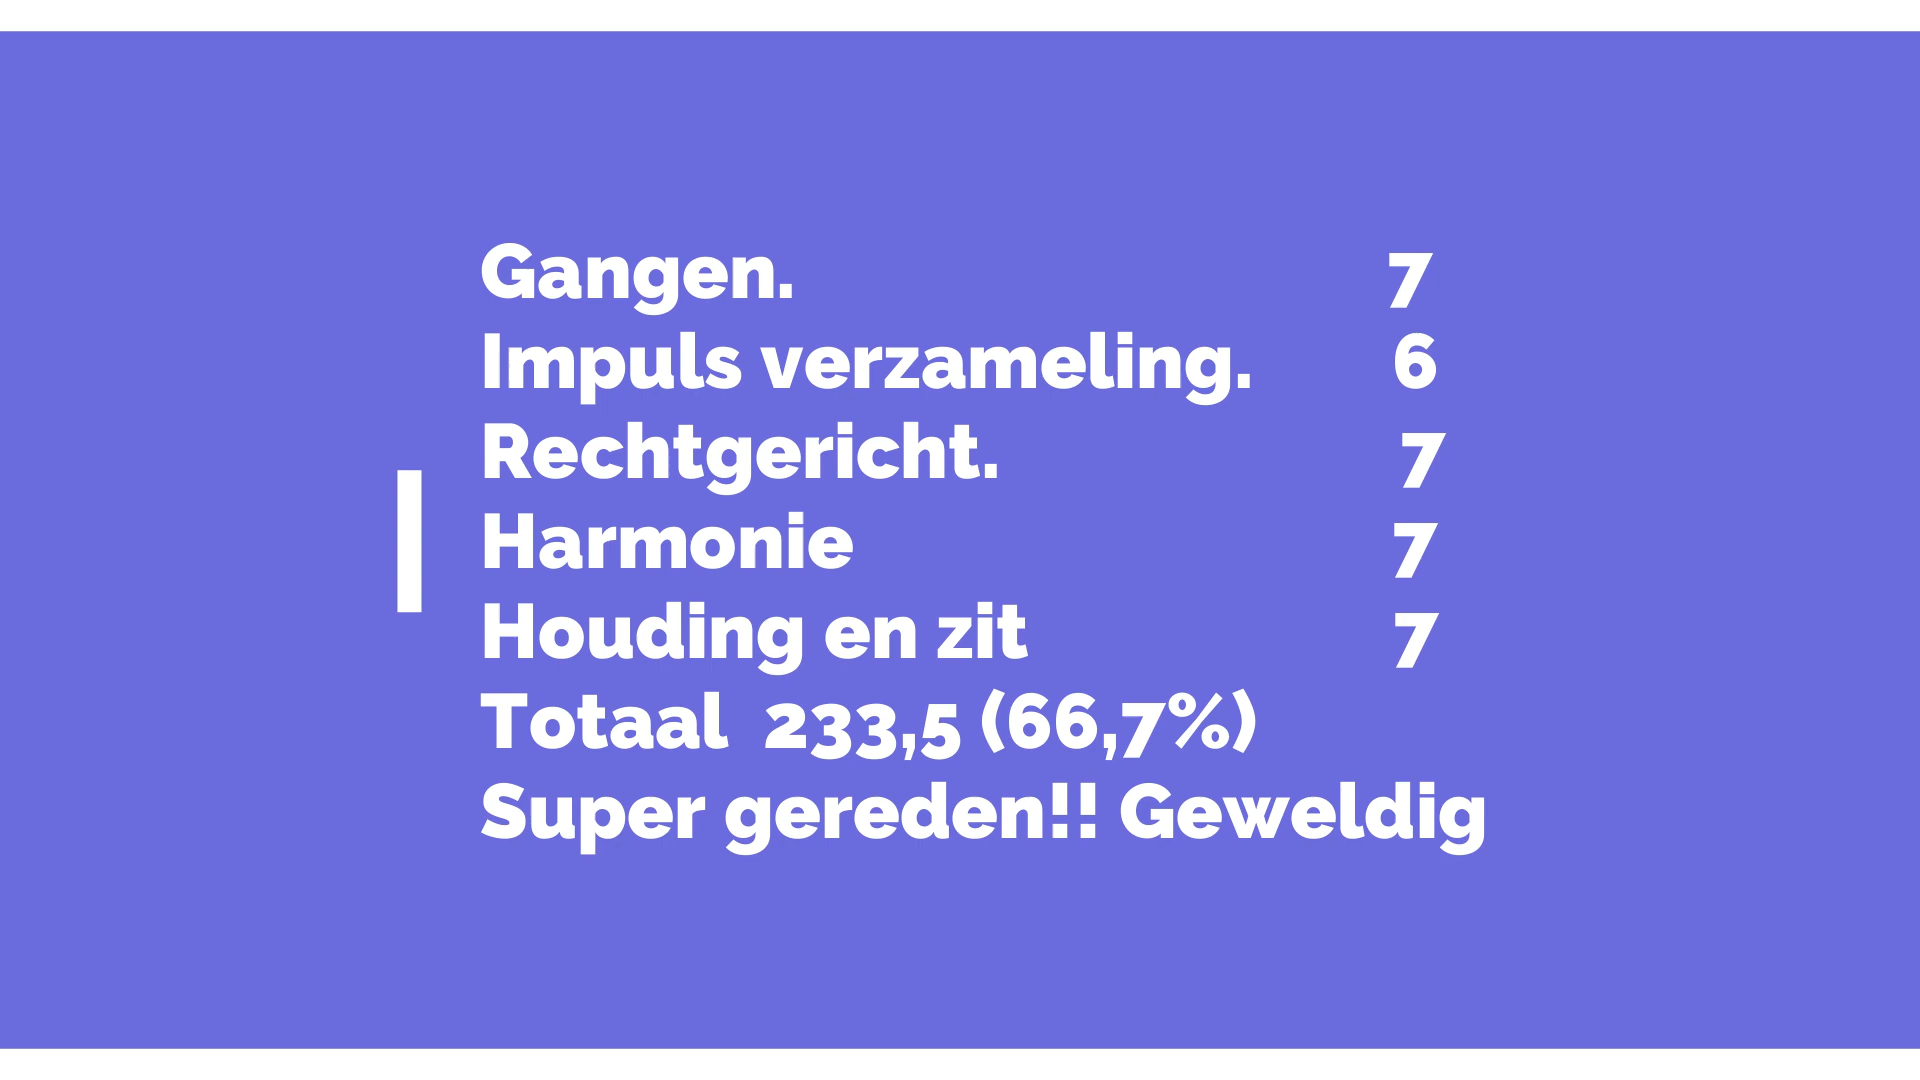 Gangen. 7
Impuls verzameling. 6
Rechtgericht. 7
Harmonie 7
Houding en zit 7
Totaal 233,5 (66,7%)
Super gereden!! Geweldig